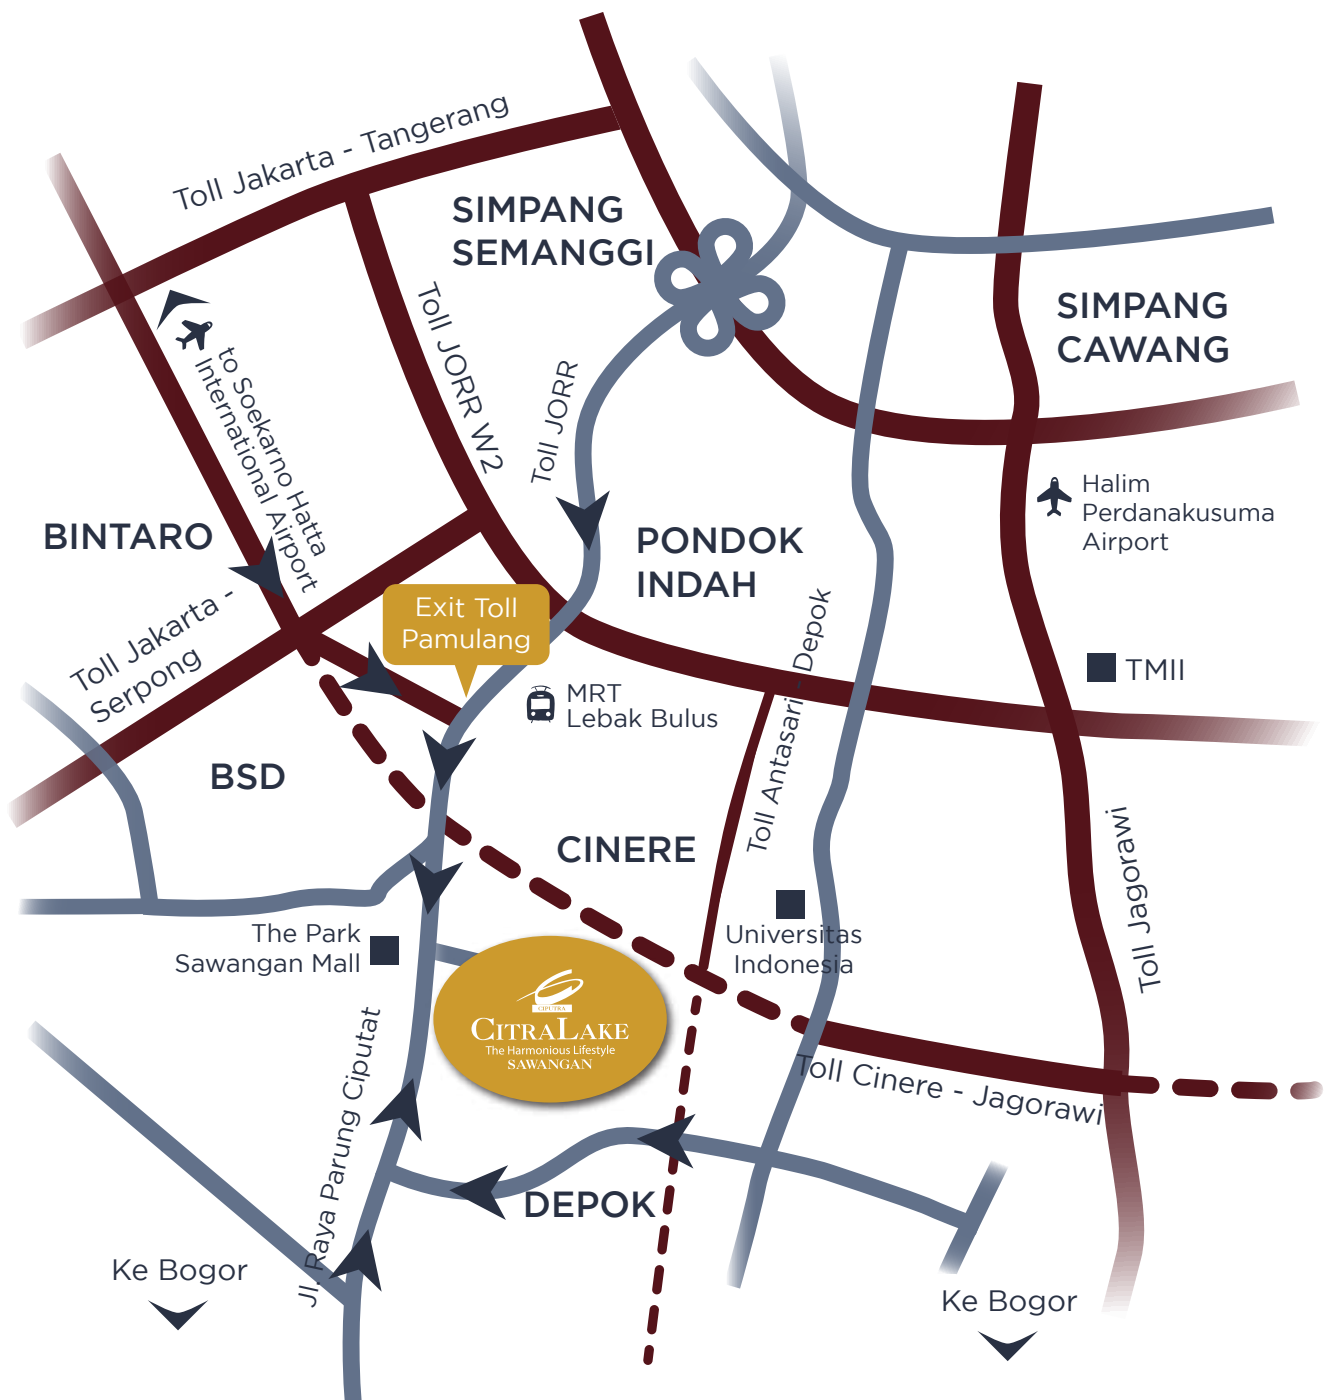 Toll Jakarta - Tangerang
SIMPANG
SEMANGGI
SIMPANG
CAWANG
Toll JORR W2
Toll JORR
to Soekarno Hatta
International Airport
Halim
Perdanakusuma
Airport
BINTARO
PONDOK
INDAH
Toll Jakarta -
Serpong
Exit Toll
Pamulang
MRT
Lebak Bulus
Toll Antasari - Depok
TMII
BSD
CINERE
Toll Jagorawi
Universitas
Indonesia
The Park
Sawangan Mall
CIPUTRA
CITRALAKE
The Harmonious Lifestyle
SAWANGAN
Jl. Raya Parung Ciputat
Toll Cinere - Jagorawi
DEPOK
Ke Bogor
Ke Bogor